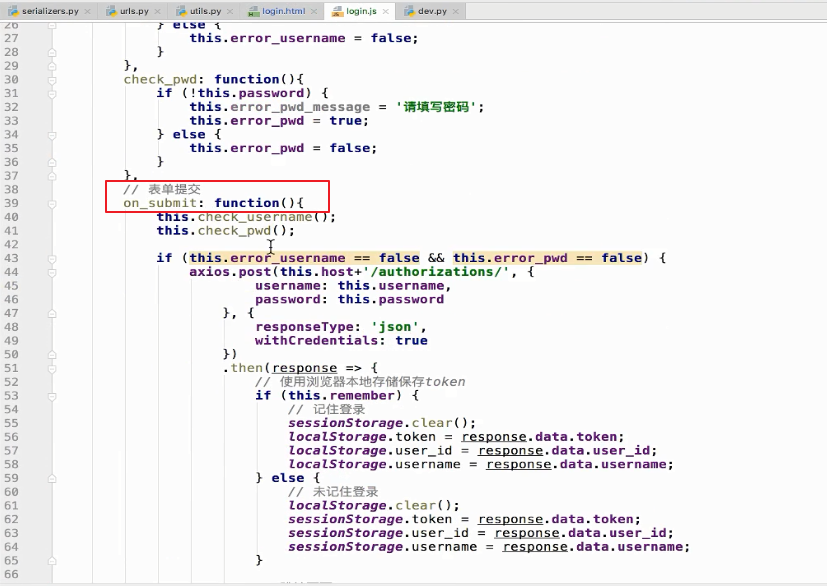 serializers.py × urls.py × utils.py × login.html × login.js × dev.py ×
26 } else {
27 this.error_username = false;
28 }
29 },
30 check_pwd: function(){
31 if (!this.password) {
32 this.error_pwd_message = '请填写密码';
33 this.error_pwd = true;
34 } else {
35 this.error_pwd = false;
36 }
37 },
38 // 表单提交
39 on_submit: function(){
40 this.check_username();
41 this.check_pwd();
42
43 if (this.error_username == false && this.error_pwd == false) {
44 axios.post(this.host+'/authorizations/', {
45 username: this.username,
46 password: this.password
47 }, {
48 responseType: 'json',
49 withCredentials: true
50 })
51 .then(response => {
52 // 使用浏览器本地存储保存token
53 if (this.remember) {
54 // 记住登录
55 sessionStorage.clear();
56 localStorage.token = response.data.token;
57 localStorage.user_id = response.data.user_id;
58 localStorage.username = response.data.username;
59 } else {
60 // 未记住登录
61 localStorage.clear();
62 sessionStorage.token = response.data.token;
63 sessionStorage.user_id = response.data.user_id;
64 sessionStorage.username = response.data.username;
65 }
66